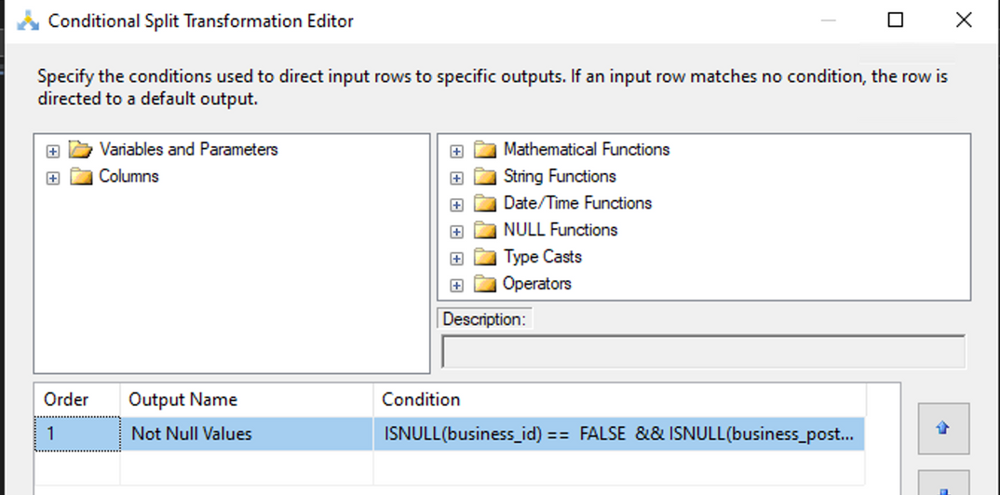 Conditional Split Transformation Editor
Specify the conditions used to direct input rows to specific outputs. If an input row matches no condition, the row is
directed to a default output.
Variables and Parameters
Columns
Mathematical Functions
String Functions
Date/Time Functions
NULL Functions
Type Casts
Operators
Description:
Order Output Name Condition
1 Not Null Values ISNULL(business_id) == FALSE && ISNULL(business_post...